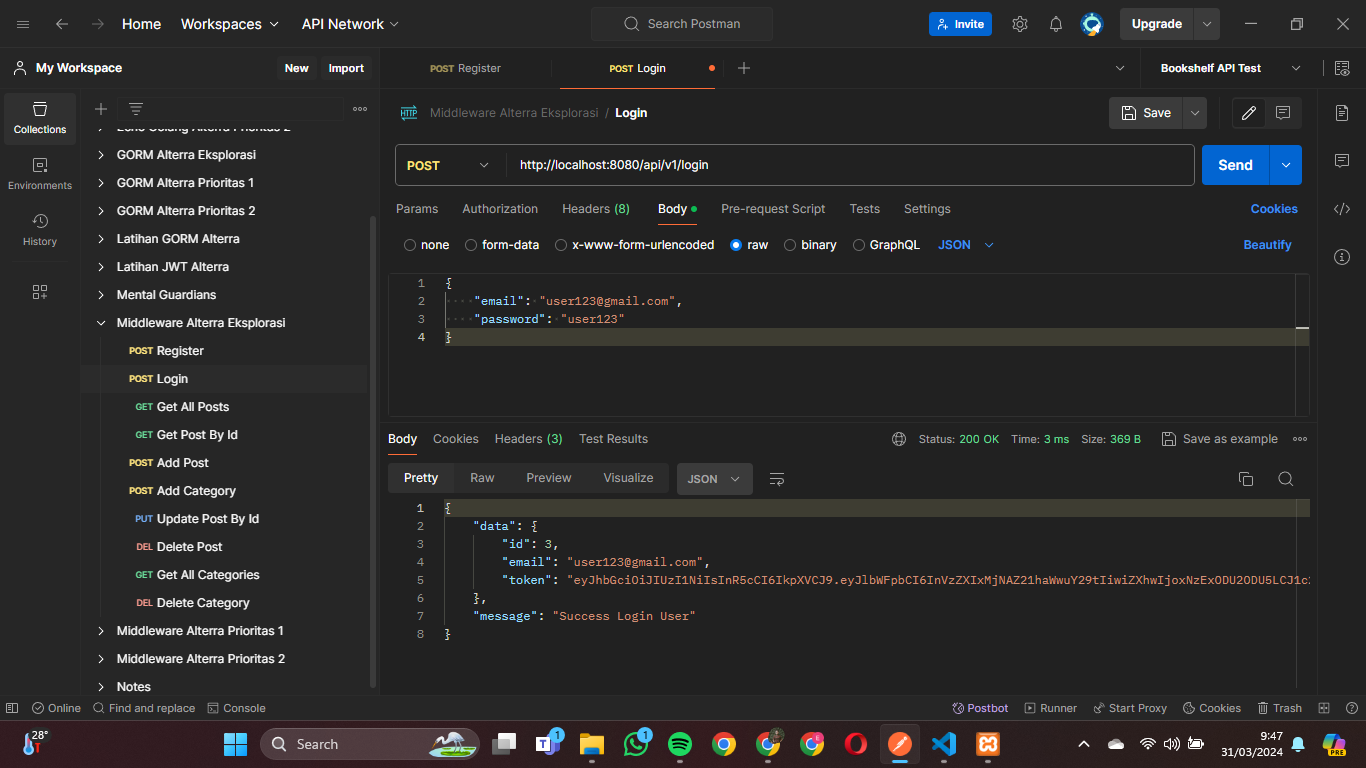 Home Workspaces API Network Search Postman Invite Upgrade
My Workspace New Import POST Register POST Login Bookshelf API Test
Collections
Environments
History
Echo Golang Alterra Prioritas 2
GORM Alterra Eksplorasi
GORM Alterra Prioritas 1
GORM Alterra Prioritas 2
Latihan GORM Alterra
Latihan JWT Alterra
Mental Guardians
Middleware Alterra Eksplorasi
POST Register
POST Login
GET Get All Posts
GET Get Post By Id
POST Add Post
POST Add Category
PUT Update Post By Id
DEL Delete Post
GET Get All Categories
DEL Delete Category
Middleware Alterra Prioritas 1
Middleware Alterra Prioritas 2
Notes
HTTP Middleware Alterra Eksplorasi / Login Save
POST http://localhost:8080/api/v1/login Send
Params Authorization Headers (8) Body Pre-request Script Tests Settings Cookies
none form-data x-www-form-urlencoded raw binary GraphQL JSON Beautify
1 {
2 "email": "user123@gmail.com",
3 "password": "user123"
4 }
Body Cookies Headers (3) Test Results Status: 200 OK Time: 3 ms Size: 369 B Save as example
Pretty Raw Preview Visualize JSON
1 {
2 "data": {
3 "id": 3,
4 "email": "user123@gmail.com",
5 "token": "eyJhbGciOiJIUzI1NiIsInR5cCI6IkpXVCJ9.eyJlbWFpbCI6InVzZXIxMjNAZ21haWwuY29tIiwiZXhwIjoxNzExODU2ODU5LCJ1c2
6 },
7 "message": "Success Login User"
8 }
Online Find and replace Console Postbot Runner Start Proxy Cookies Trash
28° Search 1 1 9:47
31/03/2024
PRE